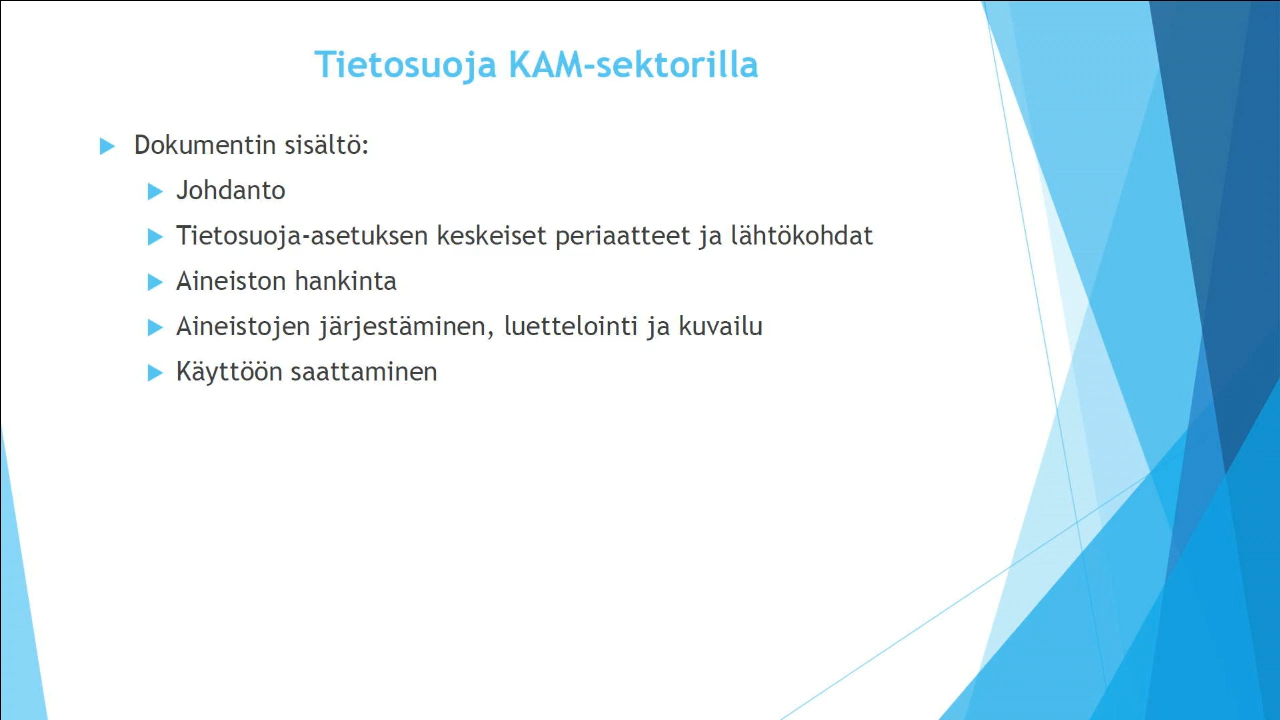 Tietosuoja KAM-sektorilla
Dokumentin sisältö:
Johdanto
Tietosuoja-asetuksen keskeiset periaatteet ja lähtökohdat
Aineiston hankinta
Aineistojen järjestäminen, luettelointi ja kuvailu
Käyttöön saattaminen